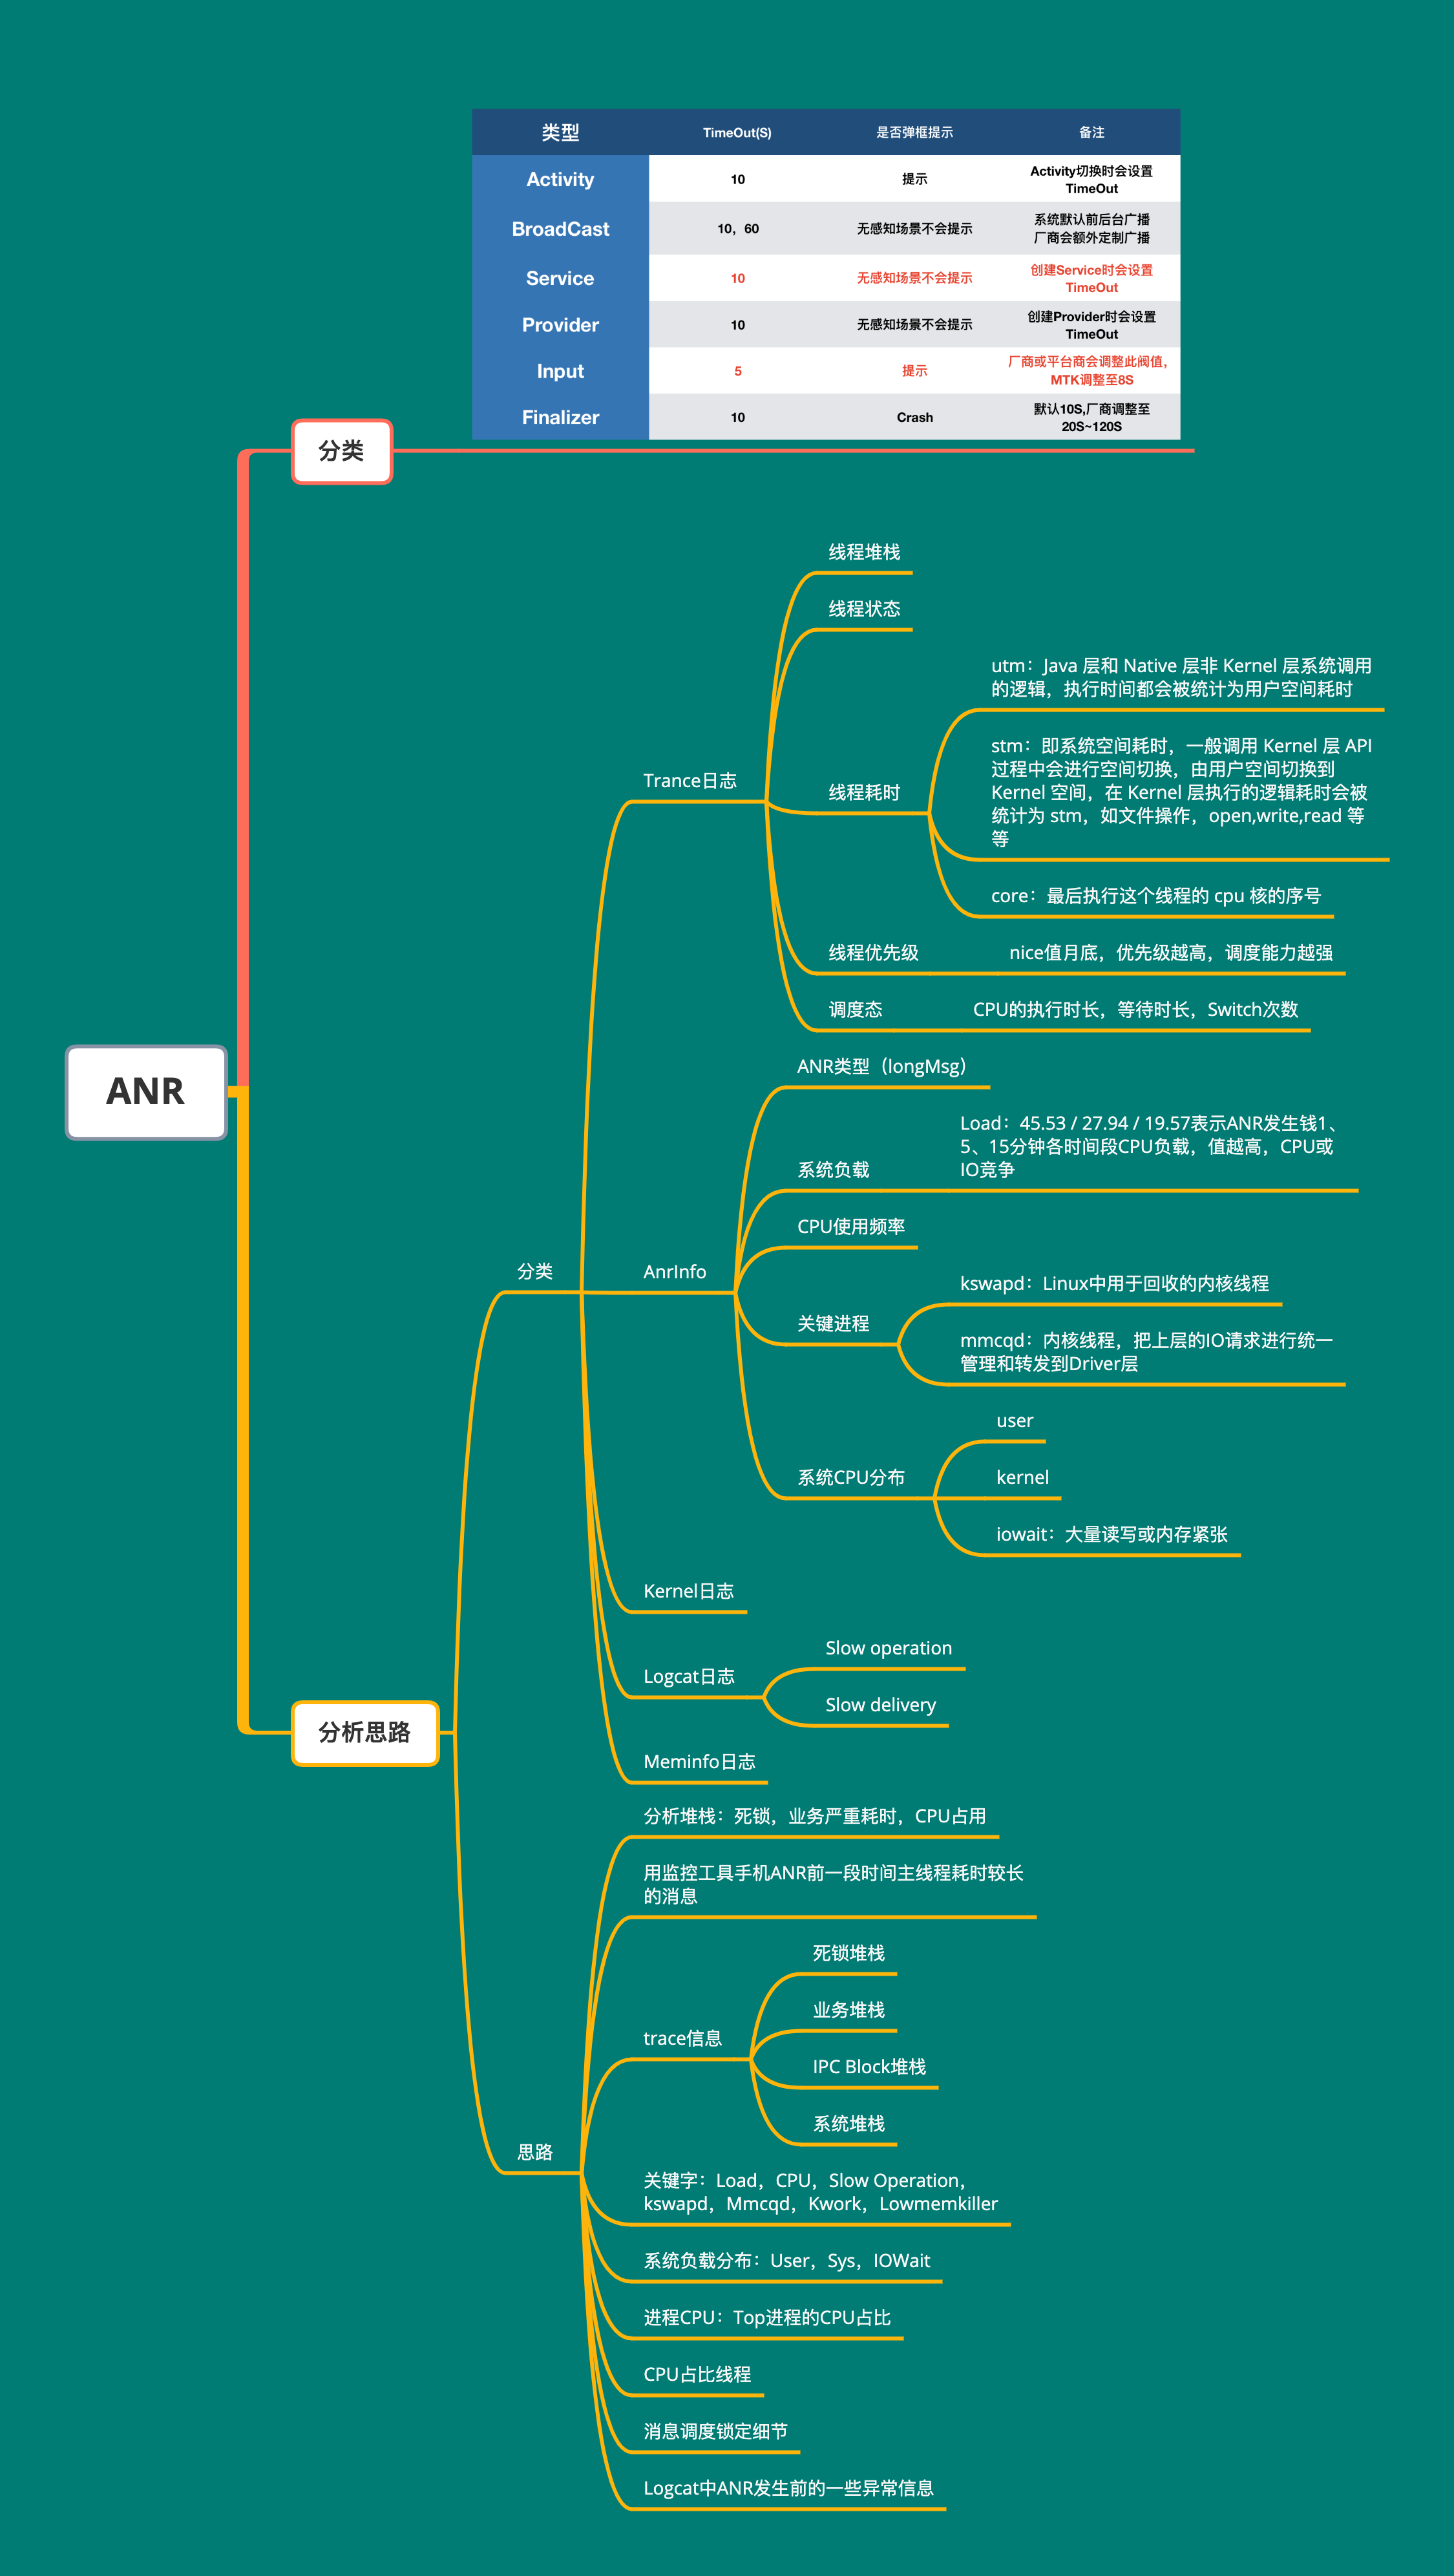 类型 TimeOut(S) 是否弹框提示 备注
Activity 10 提示 Activity切换时会设置
TimeOut
BroadCast 10，60 无感知场景不会提示 系统默认前后台广播
厂商会额外定制广播
Service 10 无感知场景不会提示 创建Service时会设置
TimeOut
Provider 10 无感知场景不会提示 创建Provider时会设置
TimeOut
Input 5 提示 厂商或平台商会调整此阀值，
MTK调整至8S
Finalizer 10 Crash 默认10S,厂商调整至
20S~120S
分类
线程堆栈
线程状态
utm：Java 层和 Native 层非 Kernel 层系统调用
的逻辑，执行时间都会被统计为用户空间耗时
stm：即系统空间耗时，一般调用 Kernel 层 API
过程中会进行空间切换，由用户空间切换到
Kernel 空间，在 Kernel 层执行的逻辑耗时会被
统计为 stm，如文件操作，open,write,read 等
等
Trance日志
线程耗时
core：最后执行这个线程的 cpu 核的序号
线程优先级
nice值月底，优先级越高，调度能力越强
调度态
CPU的执行时长，等待时长，Switch次数
ANR
ANR类型（longMsg）
Load：45.53 / 27.94 / 19.57表示ANR发生钱1、
5、15分钟各时间段CPU负载，值越高，CPU或
IO竞争
系统负载
CPU使用频率
分类
AnrInfo
kswapd：Linux中用于回收的内核线程
关键进程
mmcqd：内核线程，把上层的IO请求进行统一
管理和转发到Driver层
user
系统CPU分布
kernel
iowait：大量读写或内存紧张
Kernel日志
Slow operation
Logcat日志
Slow delivery
分析思路
Meminfo日志
分析堆栈：死锁，业务严重耗时，CPU占用
用监控工具手机ANR前一段时间主线程耗时较长
的消息
死锁堆栈
业务堆栈
trace信息
IPC Block堆栈
系统堆栈
思路
关键字：Load，CPU，Slow Operation，
kswapd，Mmcqd，Kwork，Lowmemkiller
系统负载分布：User，Sys，IOWait
进程CPU：Top进程的CPU占比
CPU占比线程
消息调度锁定细节
Logcat中ANR发生前的一些异常信息